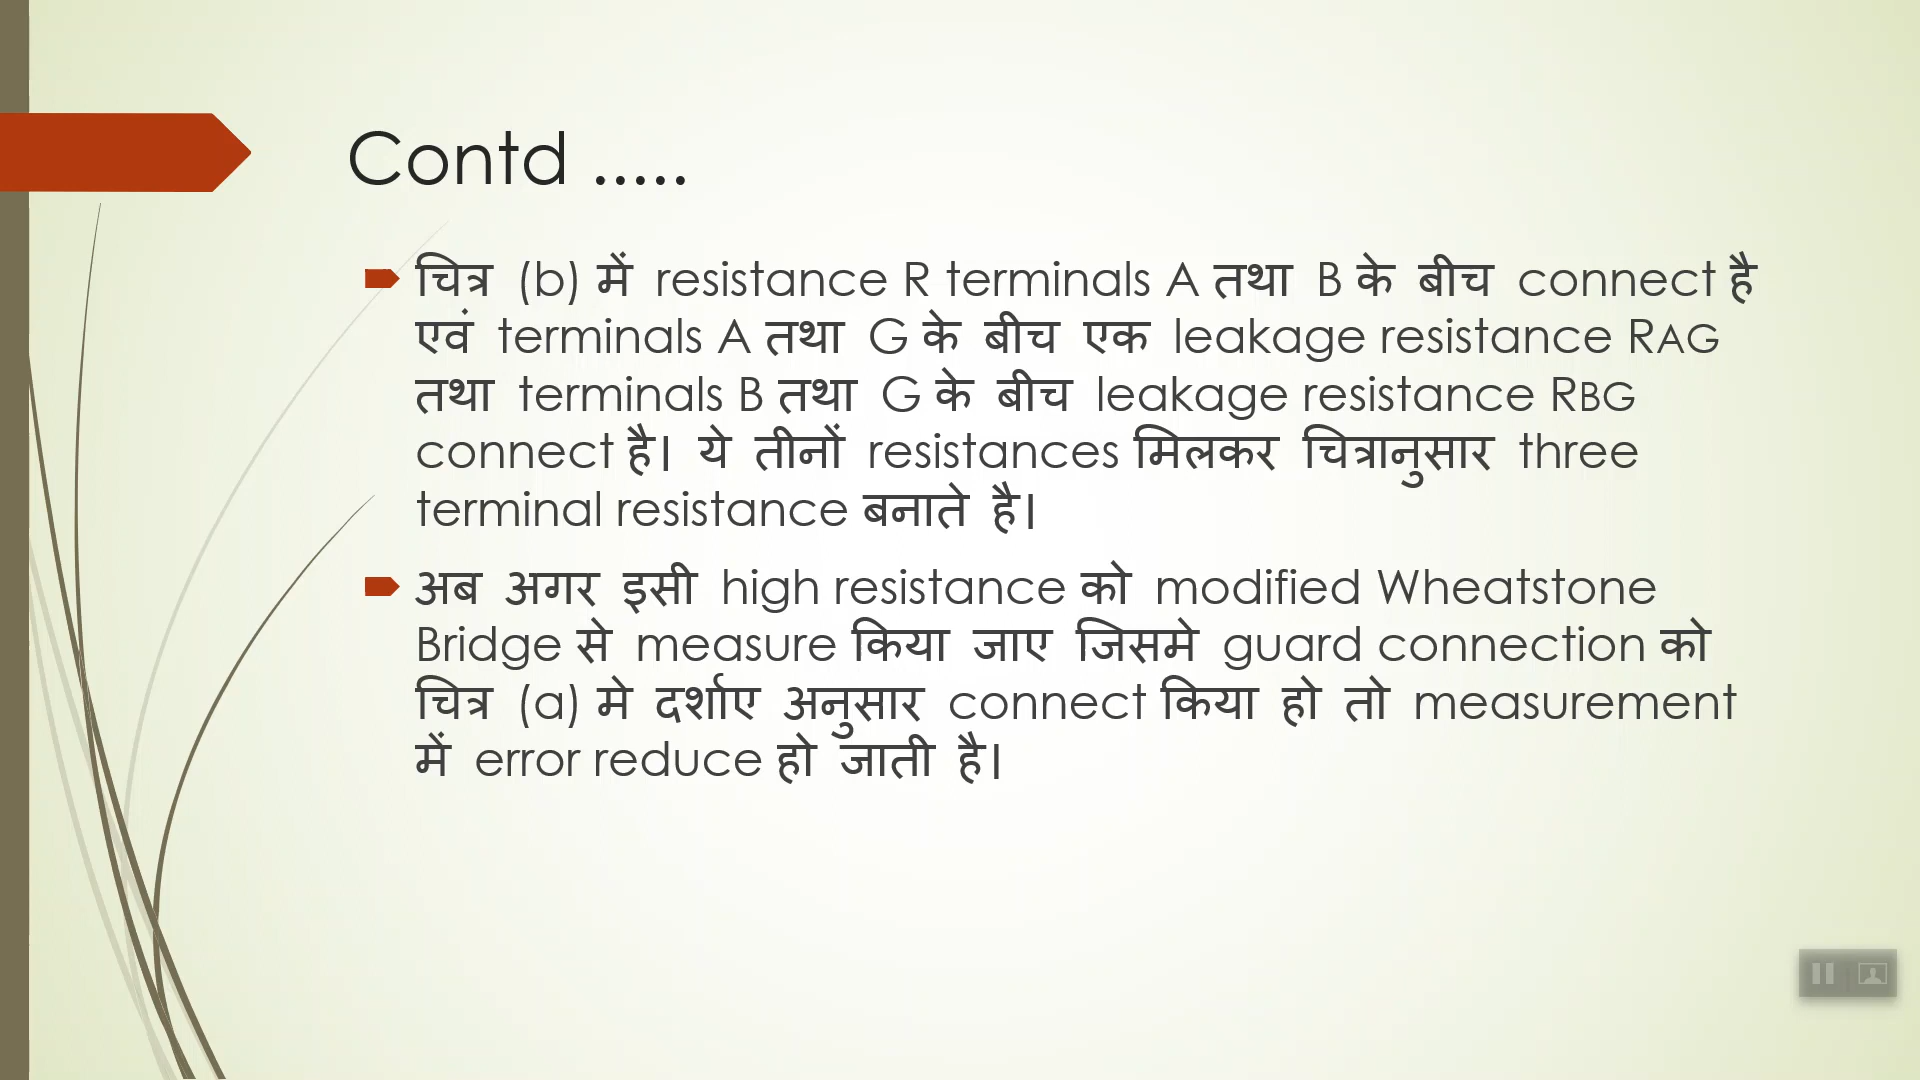 Contd .....
चित्र (b) में resistance R terminals A तथा B के बीच connect है
एवं terminals A तथा G के बीच एक leakage resistance RAG
तथा terminals B तथा G के बीच leakage resistance RBG
connect है। ये तीनों resistances मिलकर चित्रानुसार three
terminal resistance बनाते है।
अब अगर इसी high resistance को modified Wheatstone
Bridge से measure किया जाए जिसमे guard connection को
चित्र (a) मे दर्शाए अनुसार connect किया हो तो measurement
में error reduce हो जाती है।